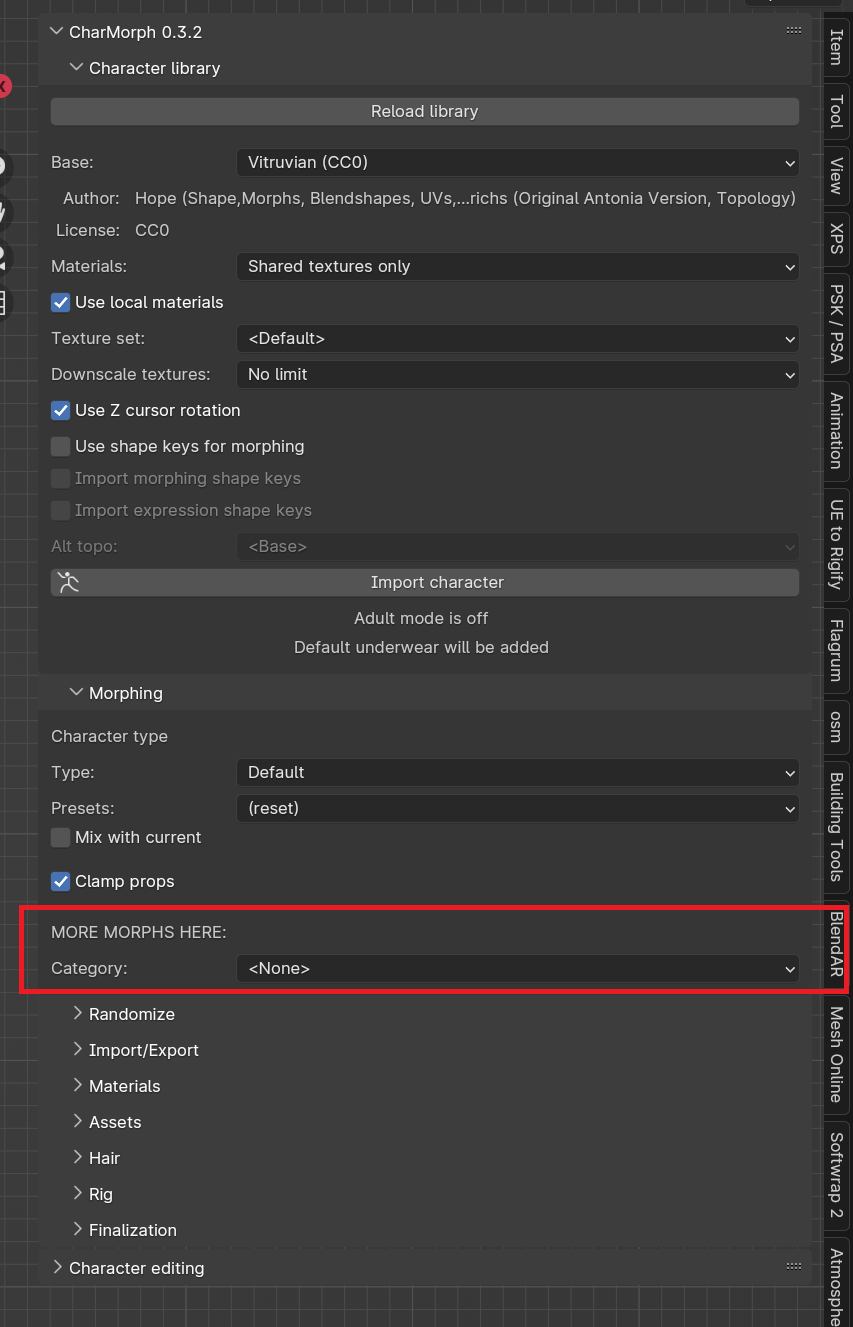 CharMorph 0.3.2
Character library
Reload library
Base: Vitruvian (CC0)
Author: Hope (Shape,Morphs, Blendshapes, UVs,...richs (Original Antonia Version, Topology)
License: CC0
Materials: Shared textures only
Use local materials
Texture set: <Default>
Downscale textures: No limit
Use Z cursor rotation
Use shape keys for morphing
Import morphing shape keys
Import expression shape keys
Alt topo: <Base>
Import character
Adult mode is off
Default underwear will be added
Morphing
Character type
Type: Default
Presets: (reset)
Mix with current
Clamp props
MORE MORPHS HERE:
Category: <None>
Randomize
Import/Export
Materials
Assets
Hair
Rig
Finalization
Character editing
Item
Tool
View
XPS
PSK / PSA
Animation
UE to Rigify
Flagrum
osm
Building Tools
BlendAR
Mesh Online
Softwrap 2
Atmosphe